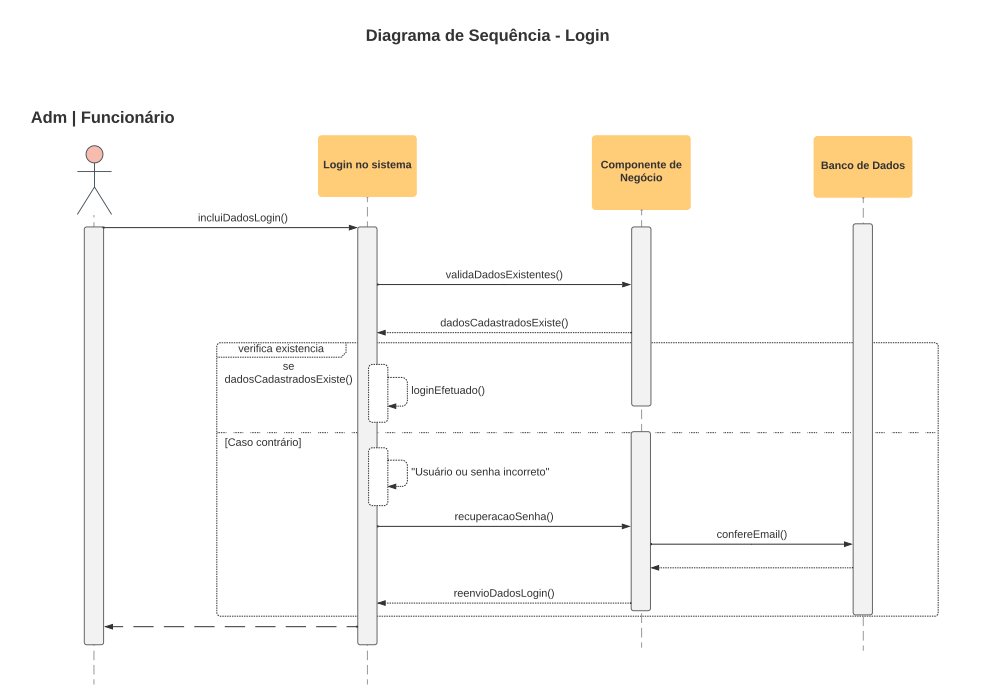 Diagrama de Sequência - Login
Adm | Funcionário
Login no sistema
Componente de
Negócio
Banco de Dados
incluiDadosLogin()
validaDadosExistentes()
dadosCadastradosExiste()
verifica existencia
se
dadosCadastradosExiste()
loginEfetuado()
[Caso contrário]
"Usuário ou senha incorreto"
recuperacaoSenha()
confereEmail()
reenvioDadosLogin()